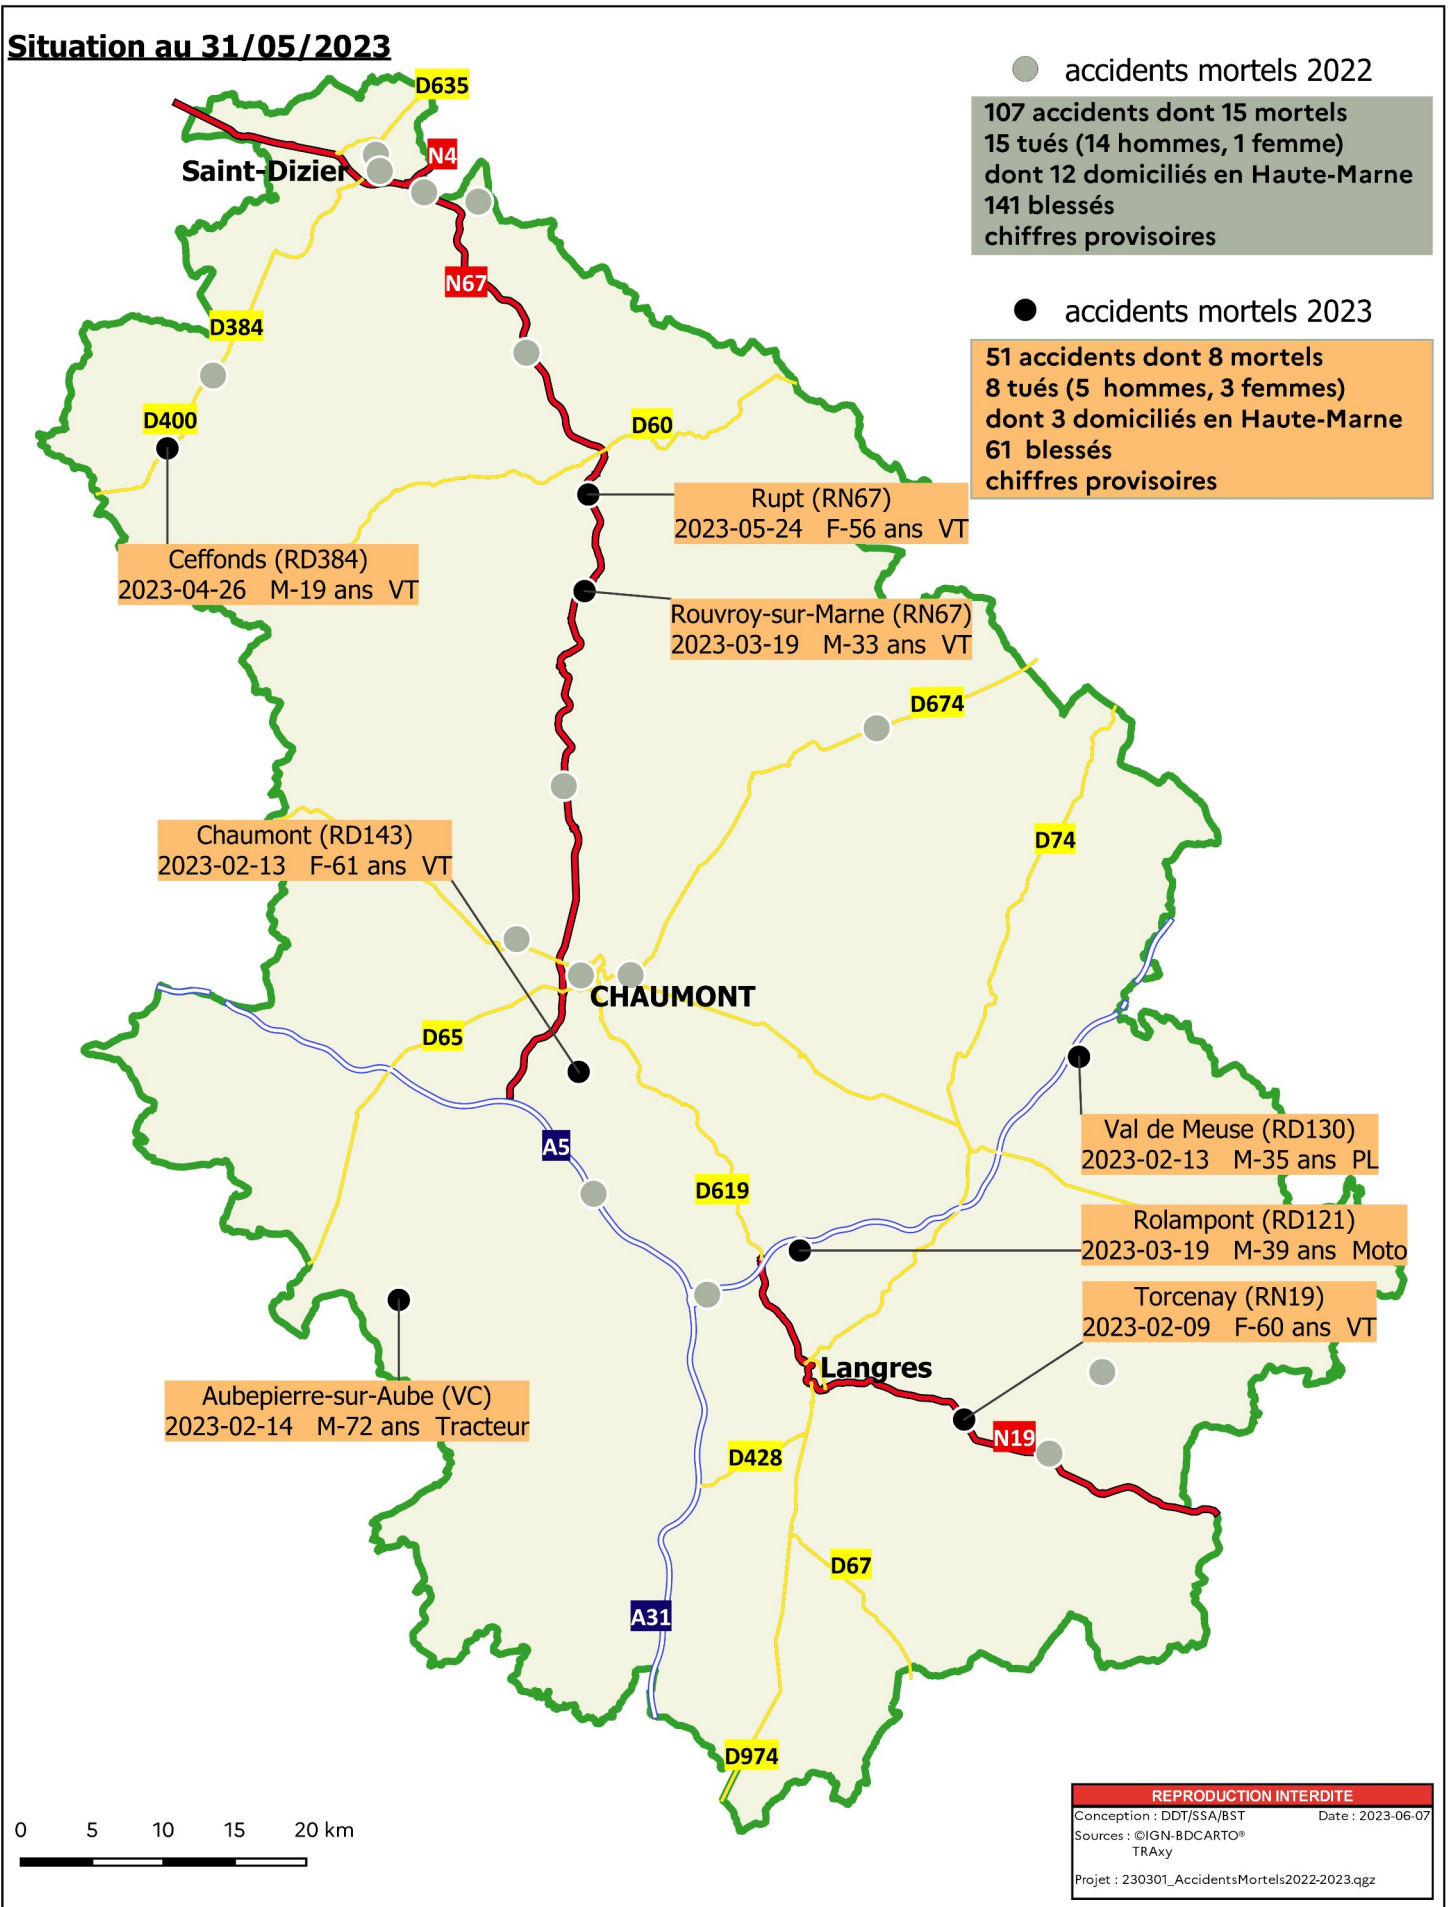 Situation au 31/05/2023
accidents mortels 2022
107 accidents dont 15 mortels
15 tués (14 hommes, 1 femme)
dont 12 domiciliés en Haute-Marne
141 blessés
chiffres provisoires
accidents mortels 2023
51 accidents dont 8 mortels
8 tués (5 hommes, 3 femmes)
dont 3 domiciliés en Haute-Marne
61 blessés
chiffres provisoires
D635
N4
Saint-Dizier
N67
D384
D400
D60
Rupt (RN67)
2023-05-24 F-56 ans VT
Ceffonds (RD384)
2023-04-26 M-19 ans VT
Rouvroy-sur-Marne (RN67)
2023-03-19 M-33 ans VT
D674
Chaumont (RD143)
2023-02-13 F-61 ans VT
D74
CHAUMONT
D65
A5
Val de Meuse (RD130)
2023-02-13 M-35 ans PL
D619
Rolampont (RD121)
2023-03-19 M-39 ans Moto
Torcenay (RN19)
2023-02-09 F-60 ans VT
Langres
Aubepierre-sur-Aube (VC)
2023-02-14 M-72 ans Tracteur
N19
D428
D67
A31
D974
0 5 10 15 20 km
REPRODUCTION INTERDITE
Conception : DDT/SSA/BST Date : 2023-06-07
Sources : ©IGN-BDCARTO®
TRAxy
Projet : 230301_AccidentsMortels2022-2023.qgz